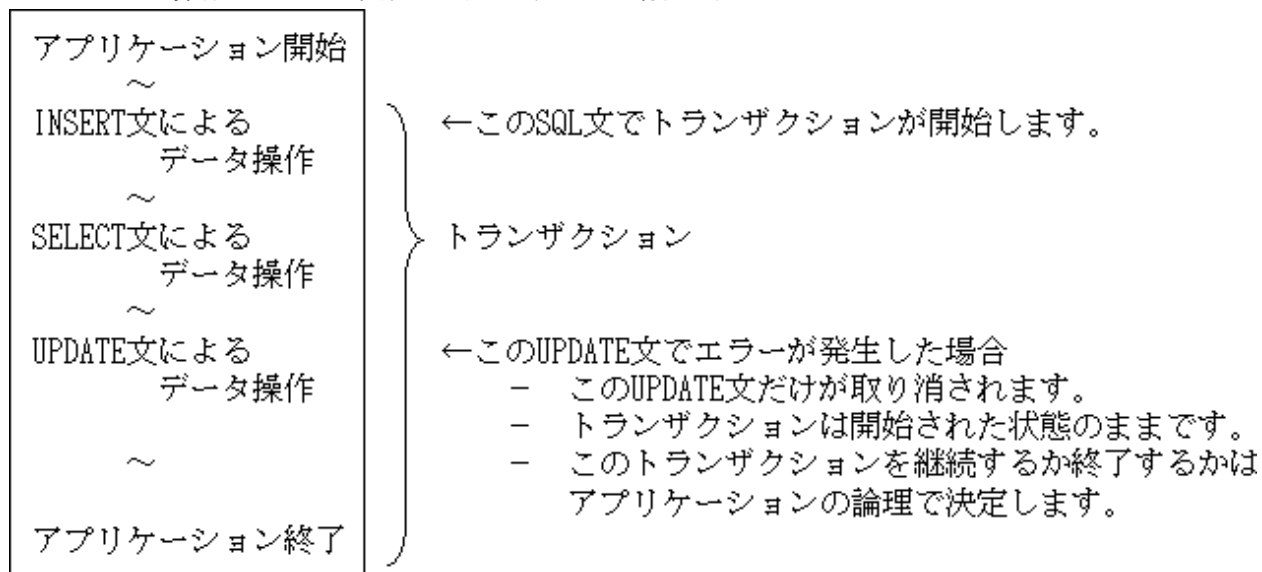 アプリケーション開始
～
INSERT文による ←このSQL文でトランザクションが開始します。
データ操作
～
SELECT文による トランザクション
データ操作
～
UPDATE文による ←このUPDATE文でエラーが発生した場合
データ操作 － このUPDATE文だけが取り消されます。
－ トランザクションは開始された状態のままです。
～ － このトランザクションを継続するか終了するかは
アプリケーションの論理で決定します。
アプリケーション終了